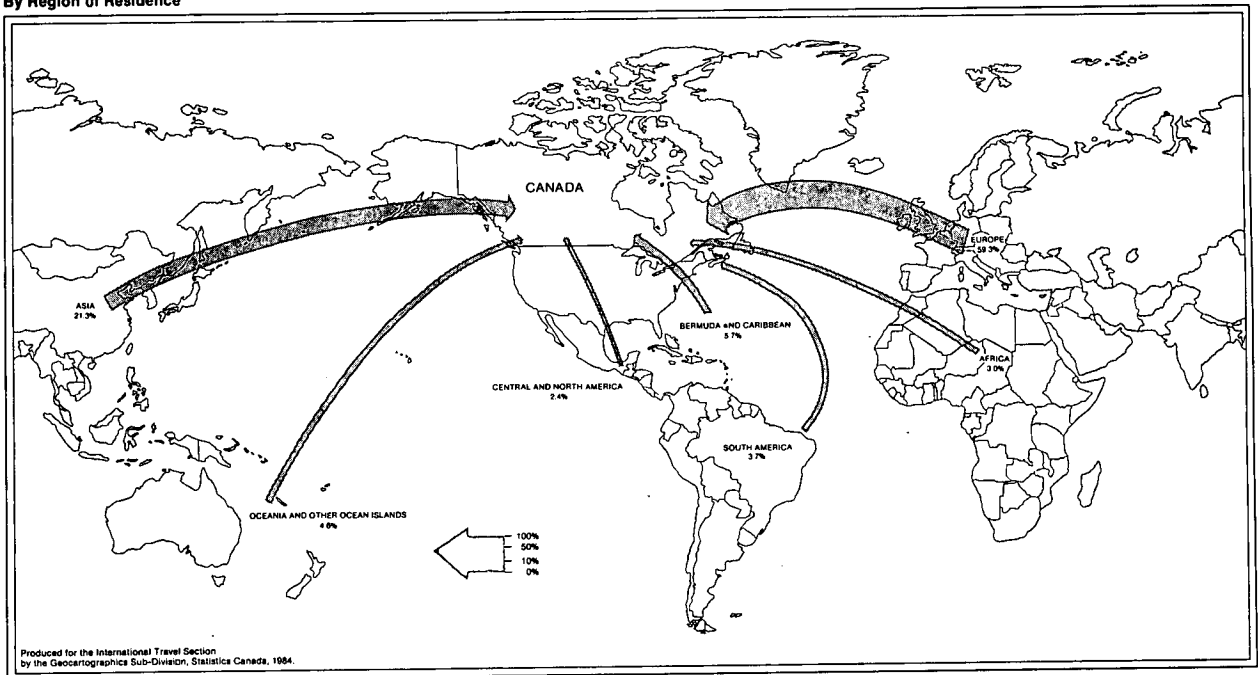 By Region of Residence
CANADA
EUROPE
59.3%
ASIA
21.3%
BERMUDA AND CARIBBEAN
5.7%
AFRICA
3.0%
CENTRAL AND NORTH AMERICA
2.4%
SOUTH AMERICA
3.7%
OCEANIA AND OTHER OCEAN ISLANDS
4.6%
100%
50%
10%
0%
Produced for the International Travel Section
by the Geocartographics Sub-Division, Statistics Canada, 1984.